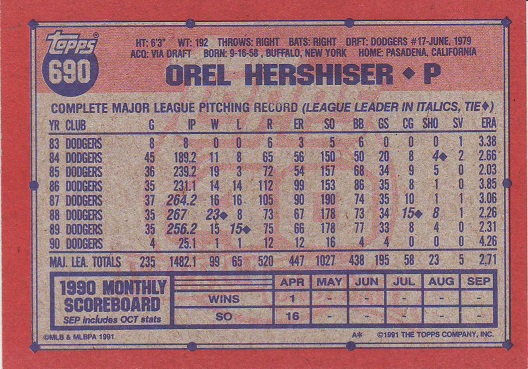 topps
690
HT: 6'3" WT: 192 THROWS: RIGHT BATS: RIGHT DRFT: DODGERS #17-JUNE, 1979
ACQ: VIA DRAFT BORN: 9-16-58, BUFFALO, NEW YORK HOME: PASADENA, CALIFORNIA
OREL HERSHISER ♦ P
COMPLETE MAJOR LEAGUE PITCHING RECORD (LEAGUE LEADER IN ITALICS, TIE♦)
YR CLUB G IP W L R ER SO BB GS CG SHO SV ERA
83 DODGERS 8 8 0 0 6 3 5 6 0 0 0 1 3.38
84 DODGERS 45 189.2 11 8 65 56 150 50 20 8 4♦ 2 2.66
85 DODGERS 36 239.2 19 3 72 54 157 68 34 9 5 0 2.03
86 DODGERS 35 231.1 14 14 112 99 153 86 35 8 1 0 3.85
87 DODGERS 37 264.2 16 16 105 90 190 74 35 10 1 1 3.06
88 DODGERS 35 267 23♦ 8 73 67 178 73 34 15♦ 8 1 2.26
89 DODGERS 35 256.2 15 15♦ 75 66 178 77 33 8 4 0 2.31
90 DODGERS 4 25.1 1 1 12 12 16 4 4 0 0 0 4.26
MAJ. LEA. TOTALS 235 1482.1 99 65 520 447 1027 438 195 58 23 5 2.71
1990 MONTHLY SCOREBOARD
SEP includes OCT stats
APR MAY JUN JUL AUG SEP
WINS 1
SO 16
©MLB & MLBPA 1991 A* ©1991 THE TOPPS COMPANY, INC.